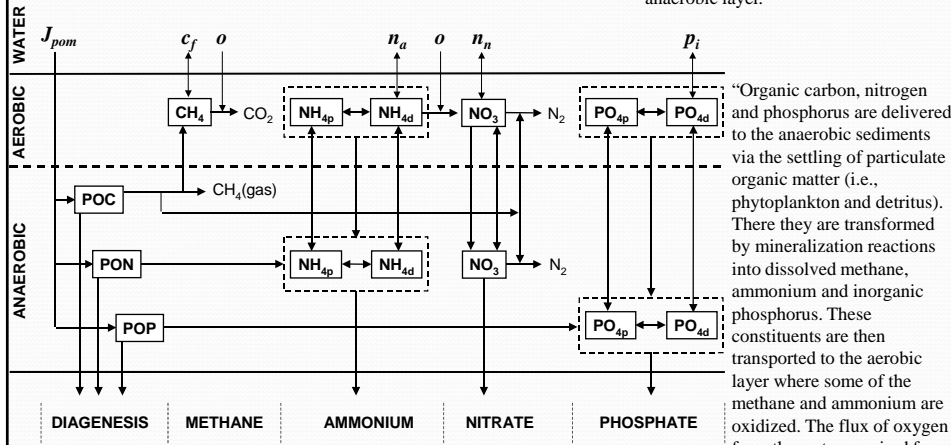 anaerobic layer.
WATER
J_pom
c_f
o
n_a
o
n_n
p_i
AEROBIC
CH4
CO2
NH4p
NH4d
NO3
N2
PO4p
PO4d
ANAEROBIC
POC
CH4(gas)
PON
NH4p
NH4d
NO3
N2
POP
PO4p
PO4d
DIAGENESIS
METHANE
AMMONIUM
NITRATE
PHOSPHATE
“Organic carbon, nitrogen
and phosphorus are delivered
to the anaerobic sediments
via the settling of particulate
organic matter (i.e.,
phytoplankton and detritus).
There they are transformed
by mineralization reactions
into dissolved methane,
ammonium and inorganic
phosphorus. These
constituents are then
transported to the aerobic
layer where some of the
methane and ammonium are
oxidized. The flux of oxygen